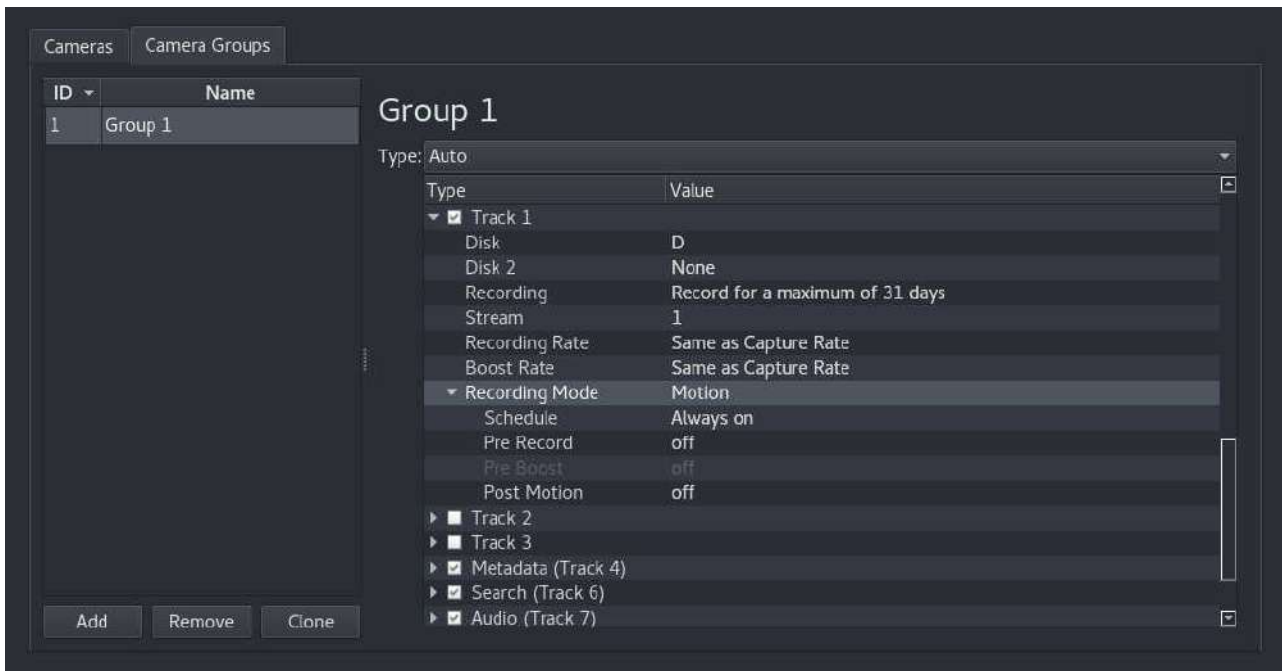 Cameras Camera Groups
ID Name
1 Group 1
Group 1
Type: Auto
Type Value
Track 1
Disk D
Disk 2 None
Recording Record for a maximum of 31 days
Stream 1
Recording Rate Same as Capture Rate
Boost Rate Same as Capture Rate
Recording Mode Motion
Schedule Always on
Pre Record off
Pre Boost off
Post Motion off
Track 2
Track 3
Metadata (Track 4)
Search (Track 6)
Audio (Track 7)
Add Remove Clone